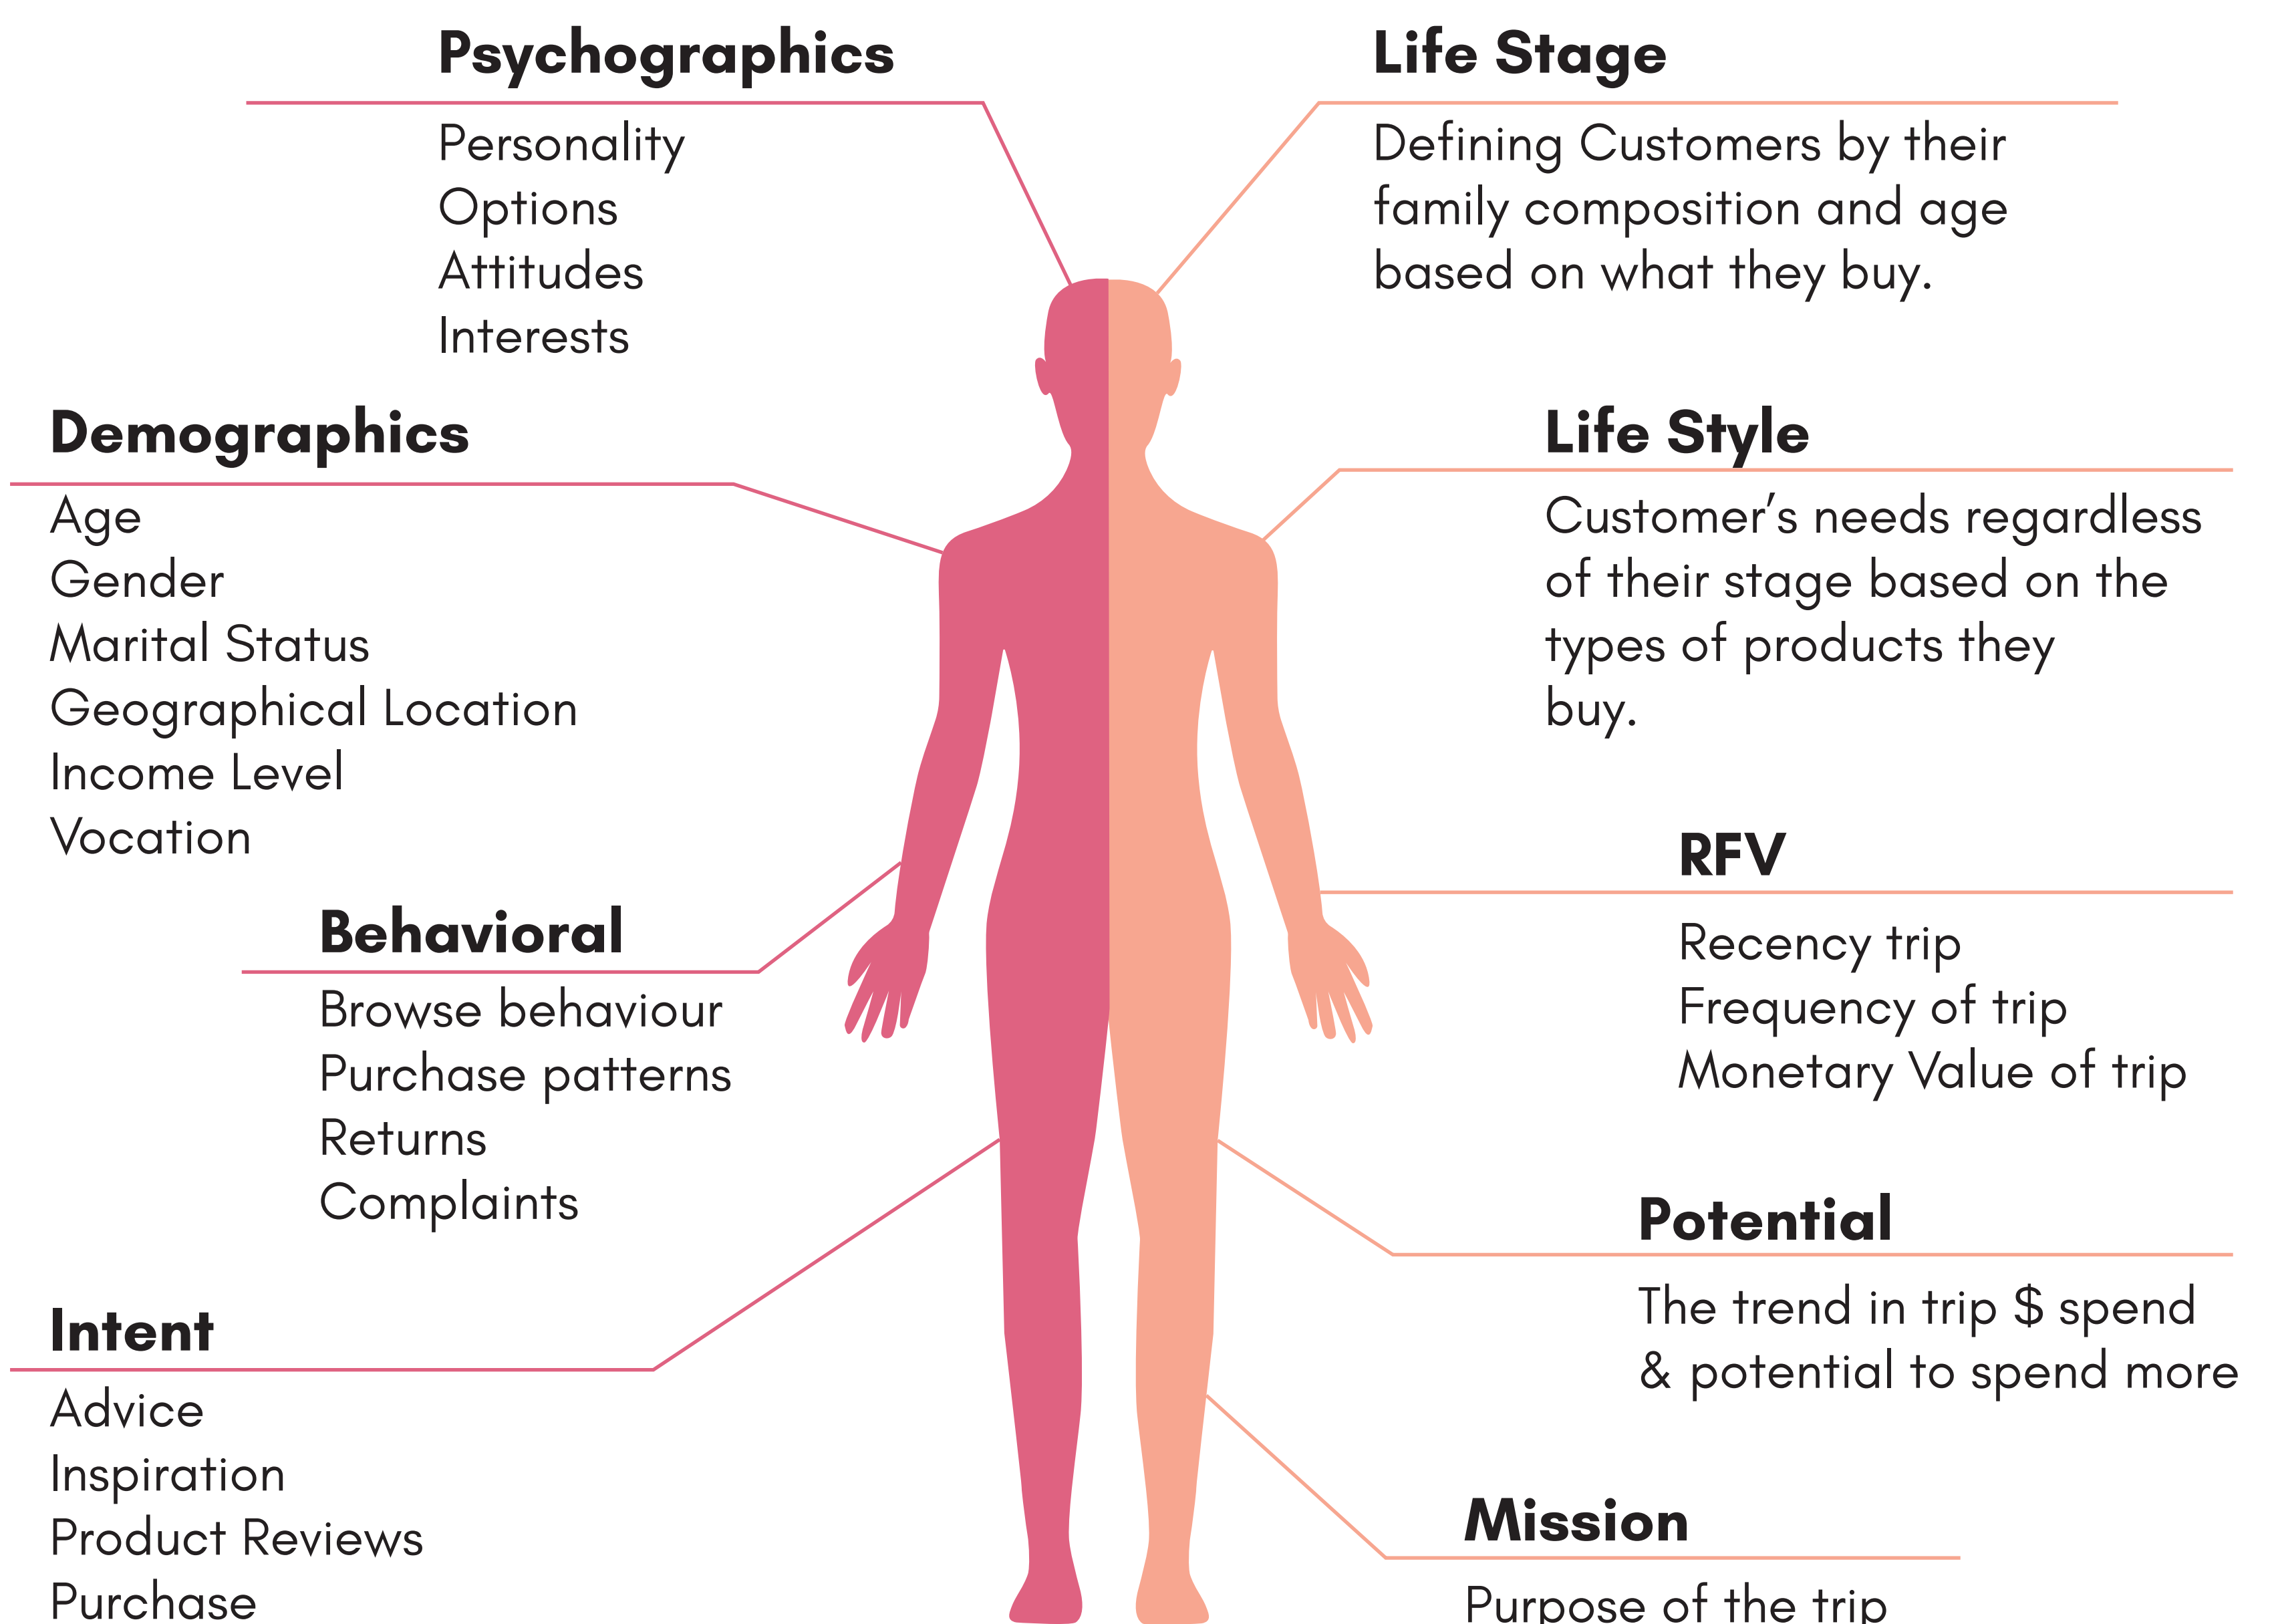 Psychographics
Personality
Options
Attitudes
Interests
Demographics
Age
Gender
Marital Status
Geographical Location
Income Level
Vocation
Behavioral
Browse behaviour
Purchase patterns
Returns
Complaints
Intent
Advice
Inspiration
Product Reviews
Purchase
Life Stage
Defining Customers by their
family composition and age
based on what they buy.
Life Style
Customer’s needs regardless
of their stage based on the
types of products they
buy.
RFV
Recency trip
Frequency of trip
Monetary Value of trip
Potential
The trend in trip $ spend
& potential to spend more
Mission
Purpose of the trip